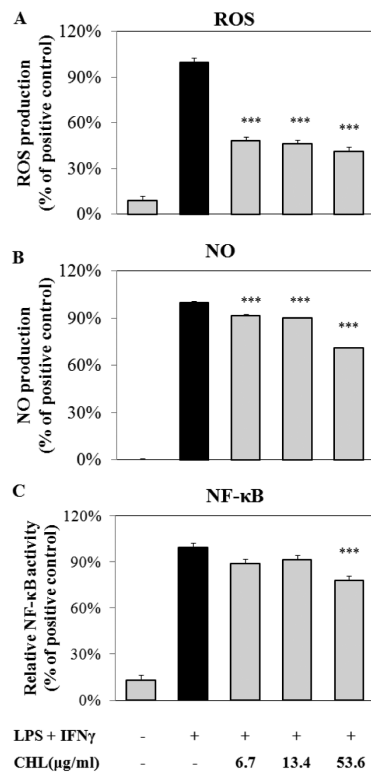 A
ROS
120%
90%
60%
30%
0%
ROS production
(% of positive control)
***
***
***
B
NO
120%
90%
60%
30%
0%
NO production
(% of positive control)
***
***
***
C
NF-κB
120%
90%
60%
30%
0%
Relative NF-κB activity
(% of positive control)
***
LPS + IFNγ - + + + +
CHL(µg/ml) - - 6.7 13.4 53.6